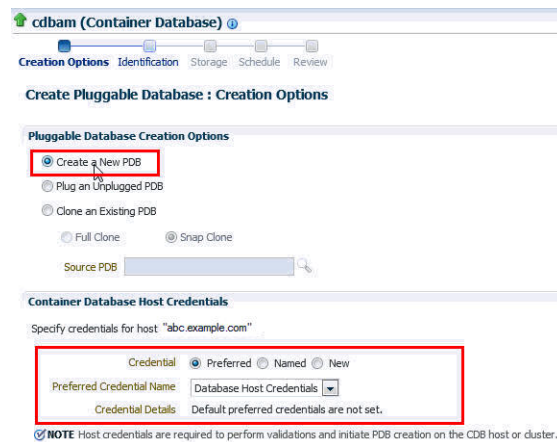 cdbam (Container Database)
Creation Options Identification Storage Schedule Review
Create Pluggable Database : Creation Options
Pluggable Database Creation Options
Create a New PDB
Plug an Unplugged PDB
Clone an Existing PDB
Full Clone Snap Clone
Source PDB
Container Database Host Credentials
Specify credentials for host "abc.example.com"
Credential Preferred Named New
Preferred Credential Name Database Host Credentials
Credential Details Default preferred credentials are not set.
NOTE Host credentials are required to perform validations and initiate PDB creation on the CDB host or cluster.